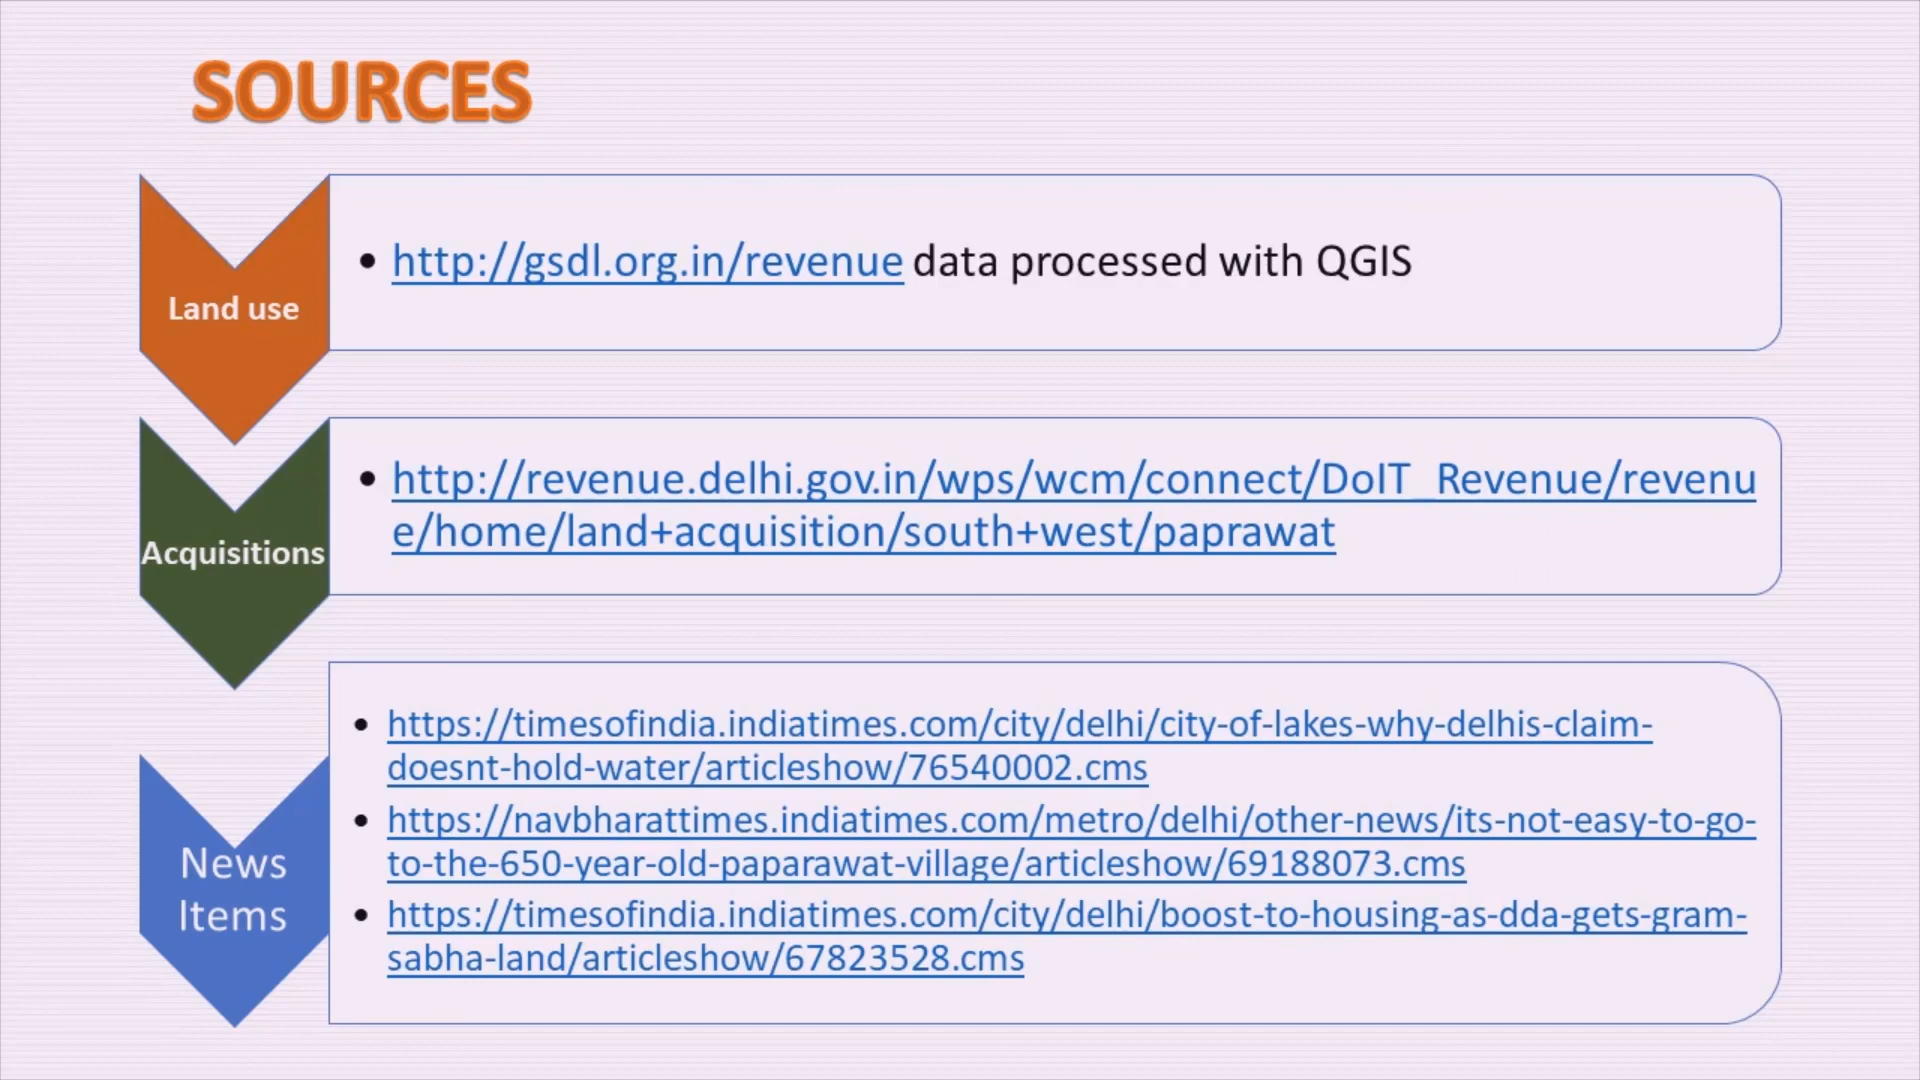 SOURCES
Land use
• http://gsdl.org.in/revenue data processed with QGIS
Acquisitions
• http://revenue.delhi.gov.in/wps/wcm/connect/DoIT_Revenue/revenu
e/home/land+acquisition/south+west/paprawat
News
Items
• https://timesofindia.indiatimes.com/city/delhi/city-of-lakes-why-delhis-claim-
doesnt-hold-water/articleshow/76540002.cms
• https://navbharattimes.indiatimes.com/metro/delhi/other-news/its-not-easy-to-go-
to-the-650-year-old-paparawat-village/articleshow/69188073.cms
• https://timesofindia.indiatimes.com/city/delhi/boost-to-housing-as-dda-gets-gram-
sabha-land/articleshow/67823528.cms